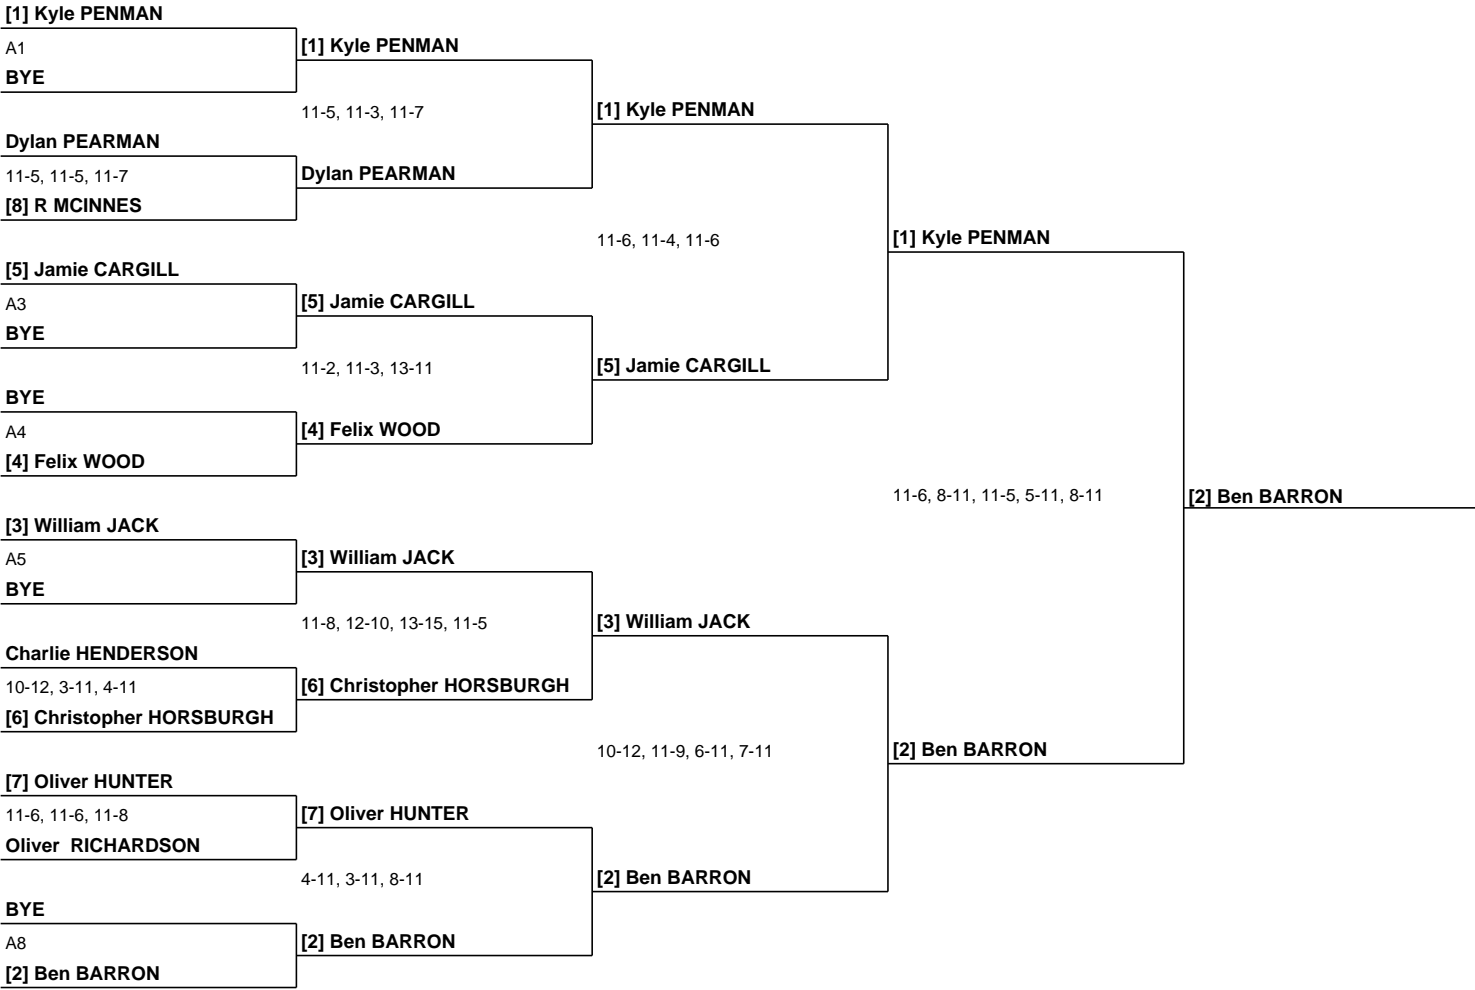 [1] Kyle PENMAN
A1
BYE
[1] Kyle PENMAN
11-5, 11-3, 11-7
Dylan PEARMAN
11-5, 11-5, 11-7
[8] R MCINNES
Dylan PEARMAN
[1] Kyle PENMAN
11-6, 11-4, 11-6
[5] Jamie CARGILL
A3
BYE
[5] Jamie CARGILL
11-2, 11-3, 13-11
BYE
A4
[4] Felix WOOD
[4] Felix WOOD
[5] Jamie CARGILL
[1] Kyle PENMAN
11-6, 8-11, 11-5, 5-11, 8-11
[2] Ben BARRON
[3] William JACK
A5
BYE
[3] William JACK
11-8, 12-10, 13-15, 11-5
Charlie HENDERSON
10-12, 3-11, 4-11
[6] Christopher HORSBURGH
[6] Christopher HORSBURGH
[3] William JACK
10-12, 11-9, 6-11, 7-11
[2] Ben BARRON
[7] Oliver HUNTER
11-6, 11-6, 11-8
Oliver  RICHARDSON
[7] Oliver HUNTER
4-11, 3-11, 8-11
[2] Ben BARRON
BYE
A8
[2] Ben BARRON
[2] Ben BARRON